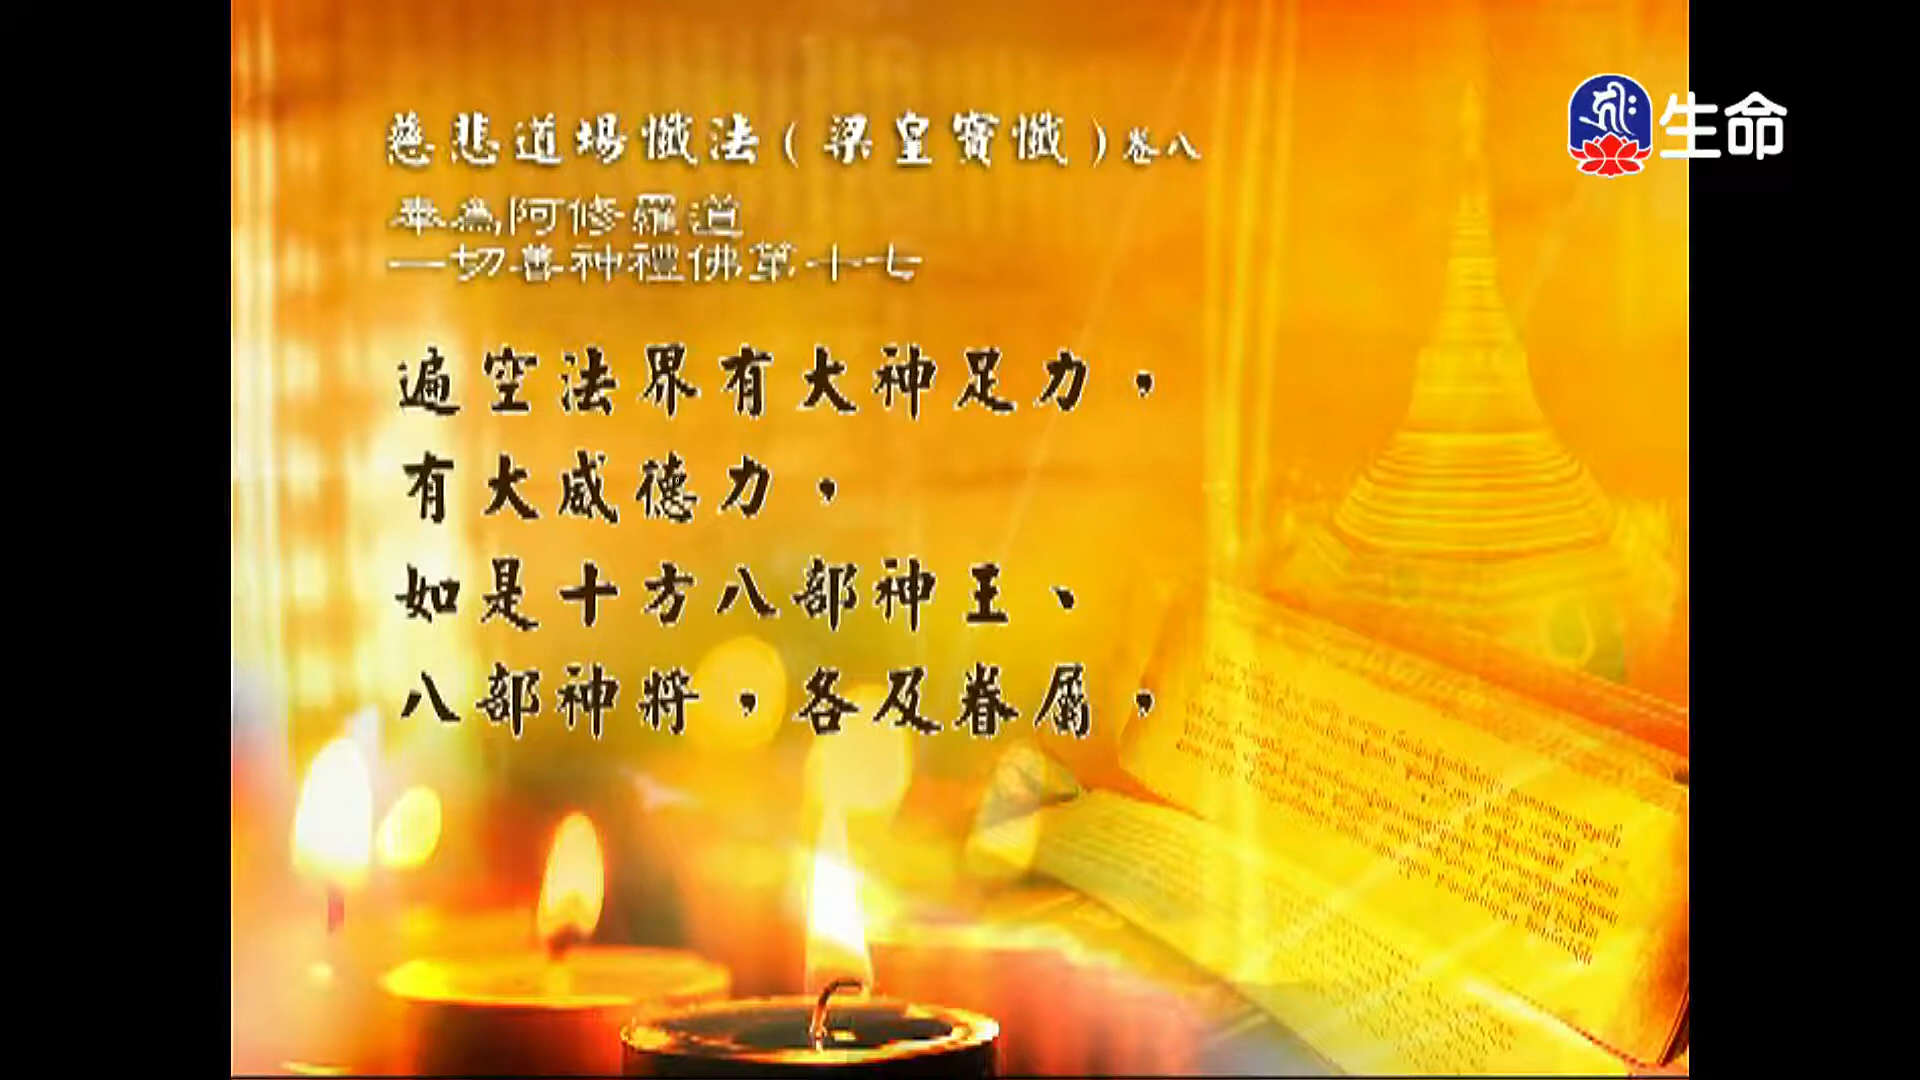 慈悲道場懺法(梁皇寶懺)卷八
奉為阿修羅道
一切善神禮佛第十七
遍空法界有大神足力，
有大威德力，
如是十方八部神王、
八部神將，各及眷屬，
生命